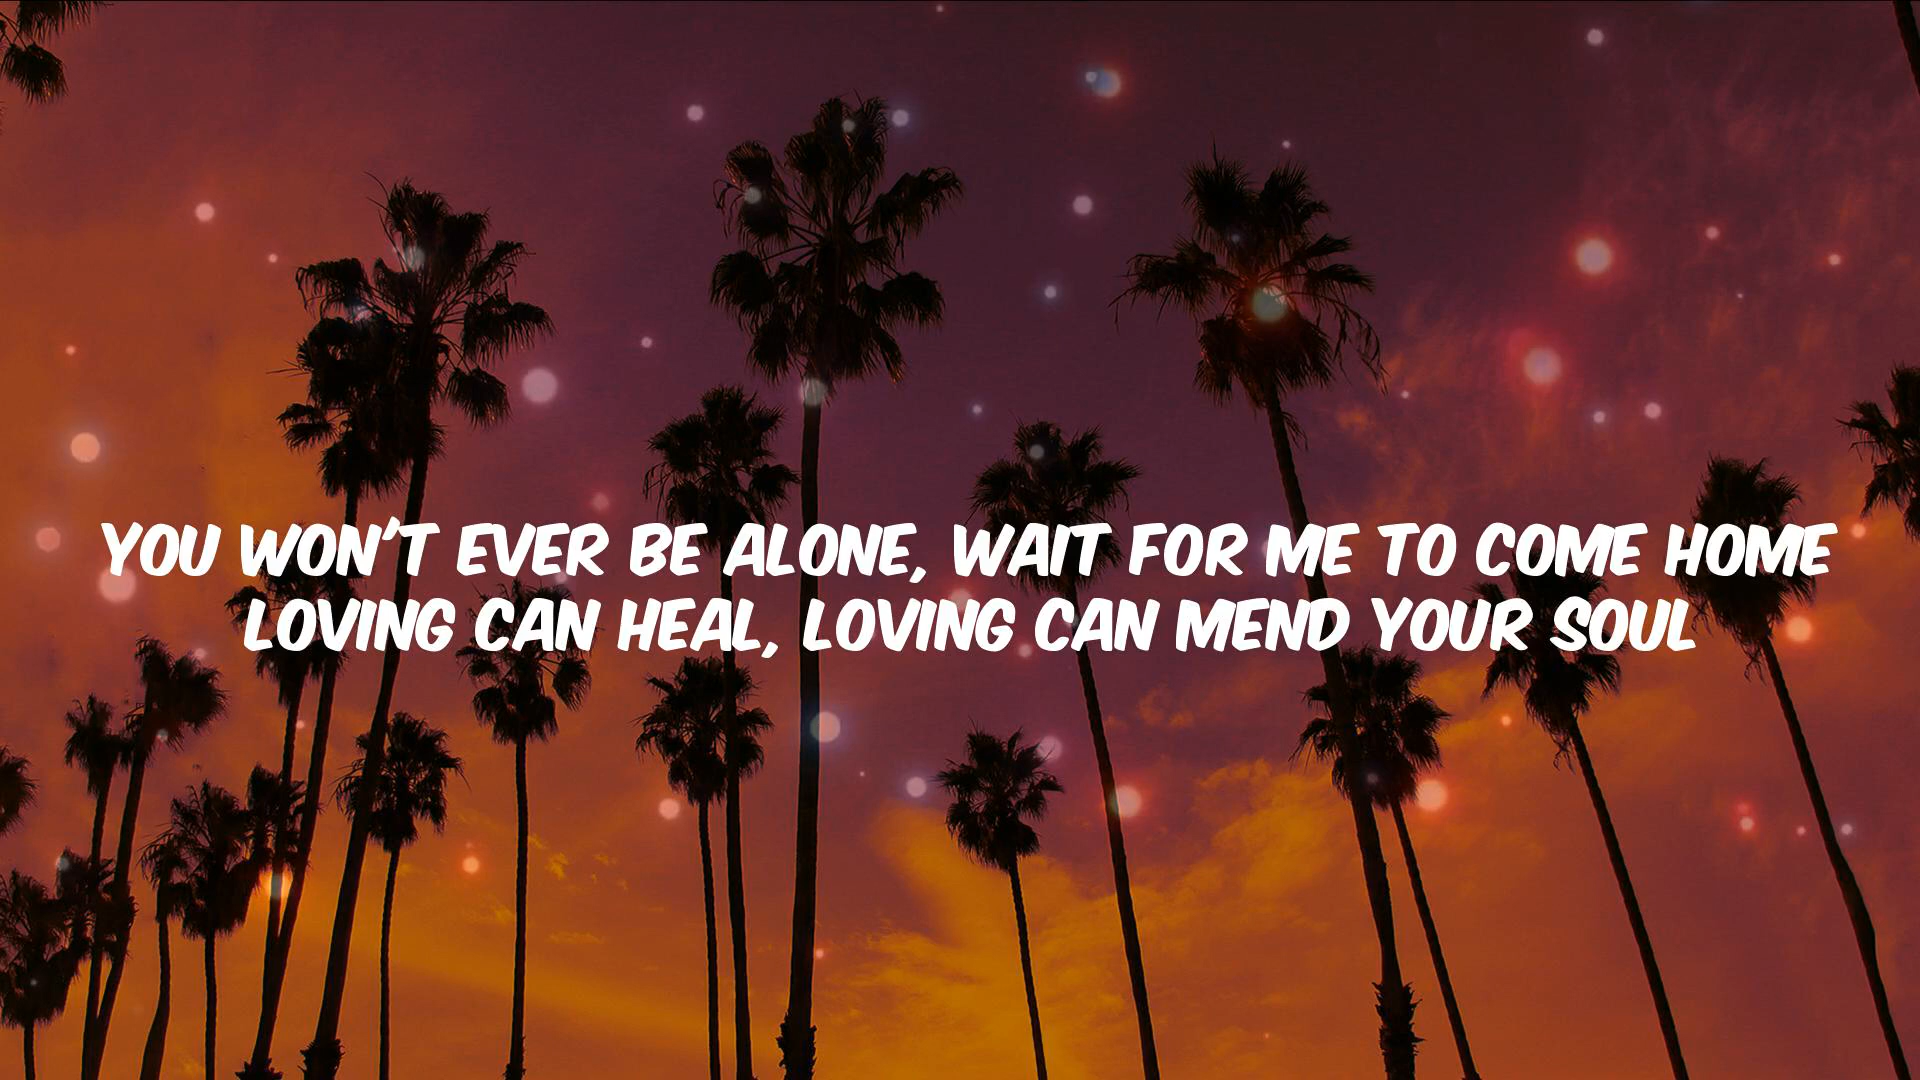 YOU WON'T EVER BE ALONE, WAIT FOR ME TO COME HOME
LOVING CAN HEAL, LOVING CAN MEND YOUR SOUL